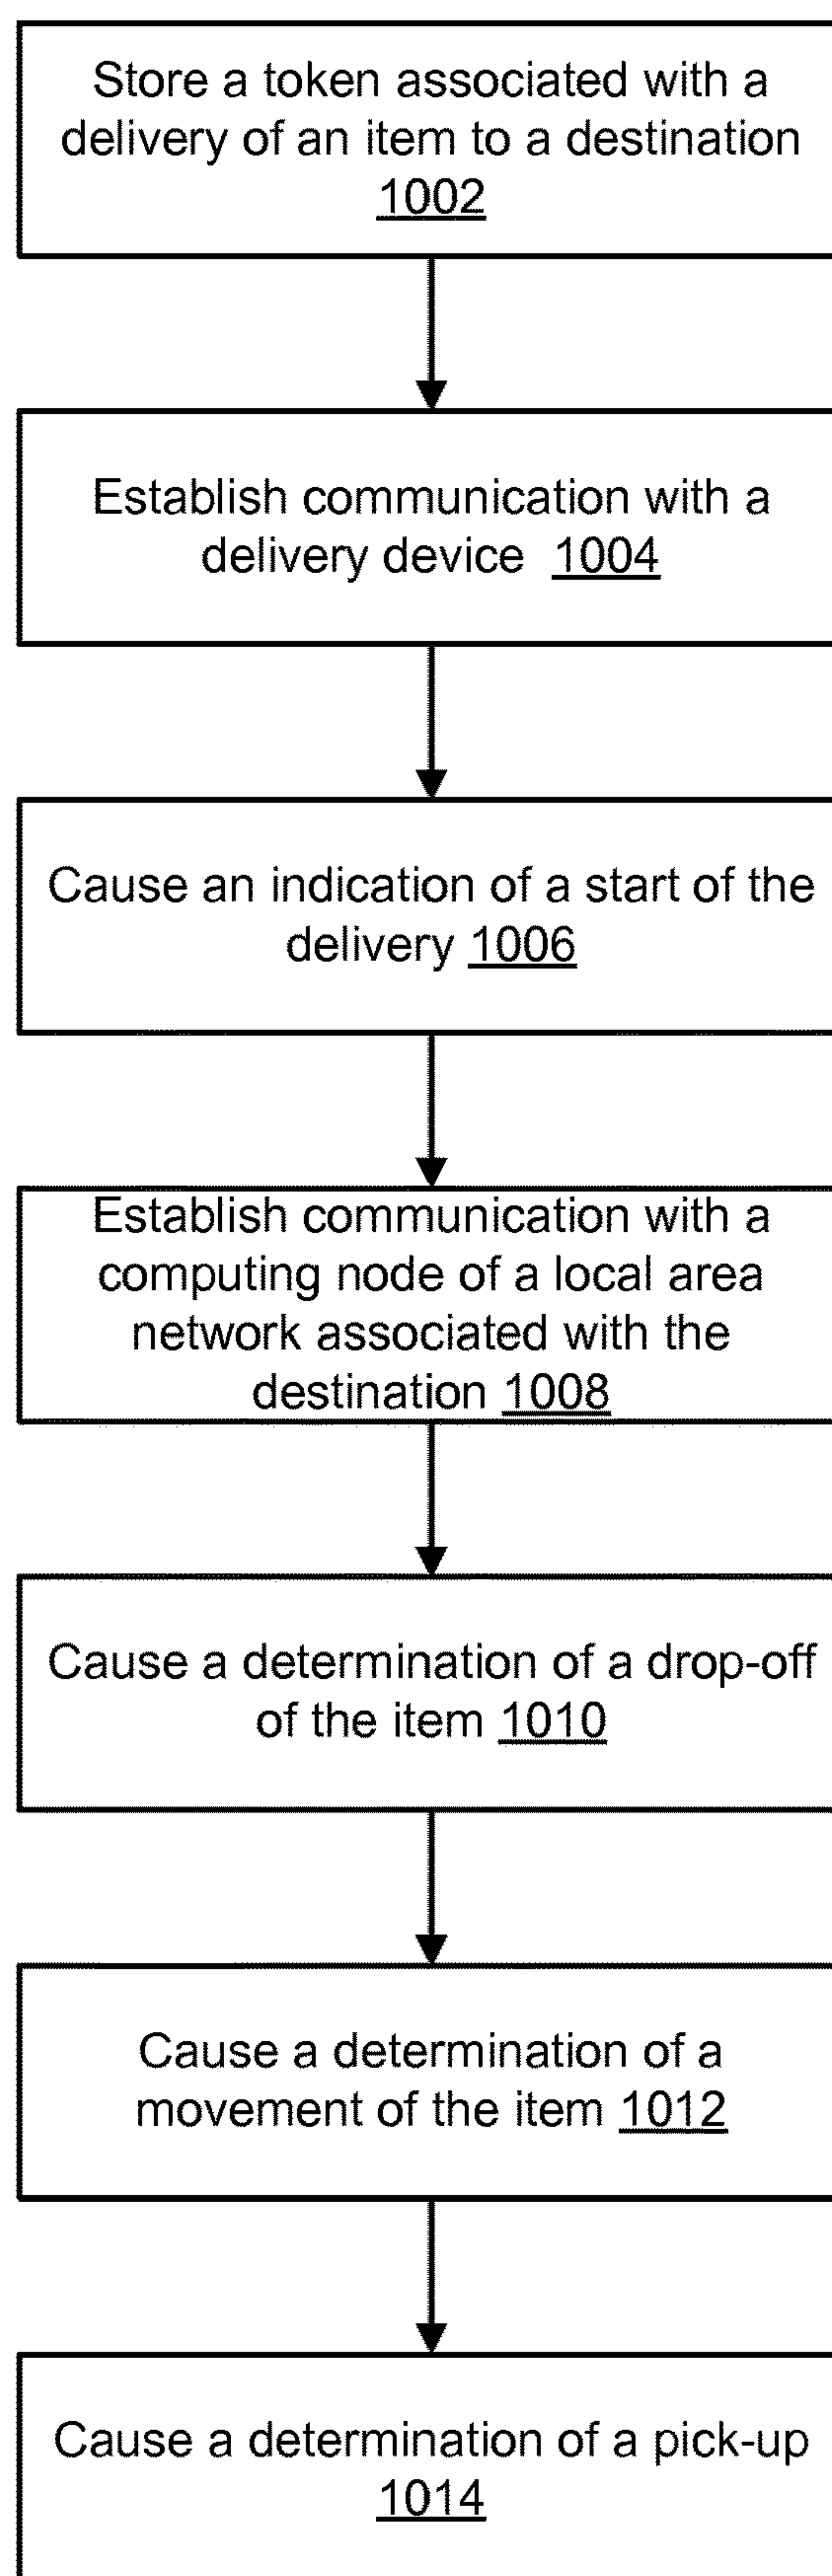 Store a token associated with a
delivery of an item to a destination
1002
Establish communication with a
delivery device 1004
Cause an indication of a start of the
delivery 1006
Establish communication with a
computing node of a local area
network associated with the
destination 1008
Cause a determination of a drop-off
of the item 1010
Cause a determination of a
movement of the item 1012
Cause a determination of a pick-up
1014